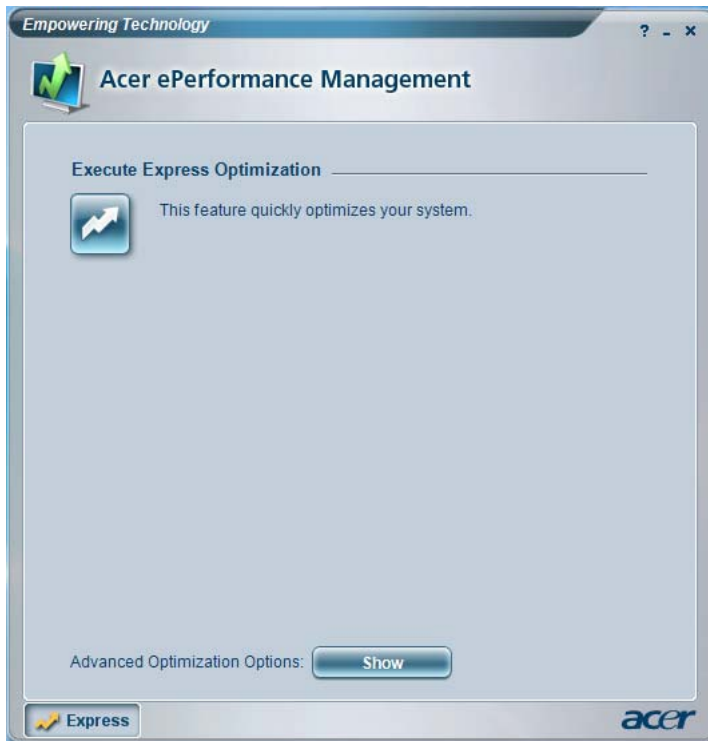 Empowering Technology
? - ×
Acer ePerformance Management
Execute Express Optimization
This feature quickly optimizes your system.
Advanced Optimization Options: Show
Express
acer